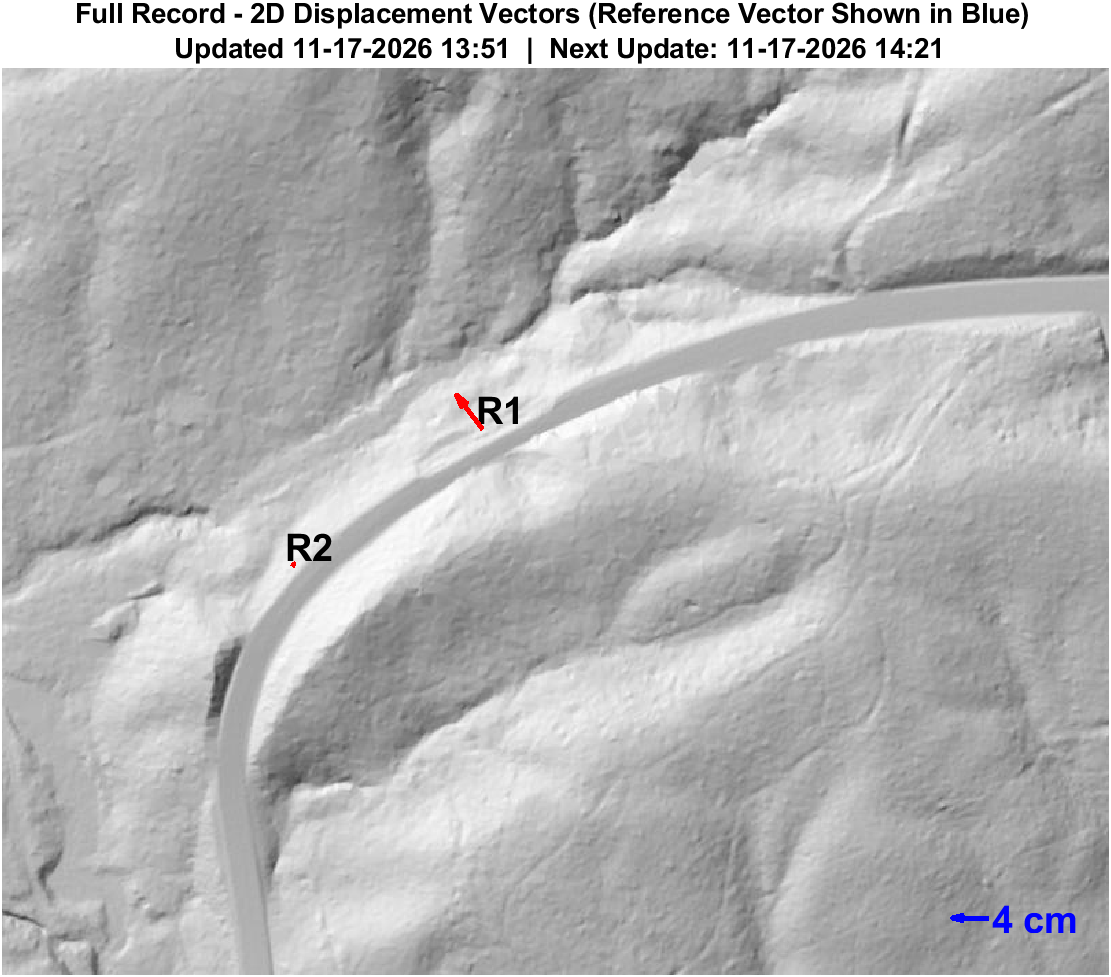 Full Record - 2D Displacement Vectors (Reference Vector Shown in Blue)
Updated 11-17-2026 13:51 | Next Update: 11-17-2026 14:21
R1
R2
4 cm